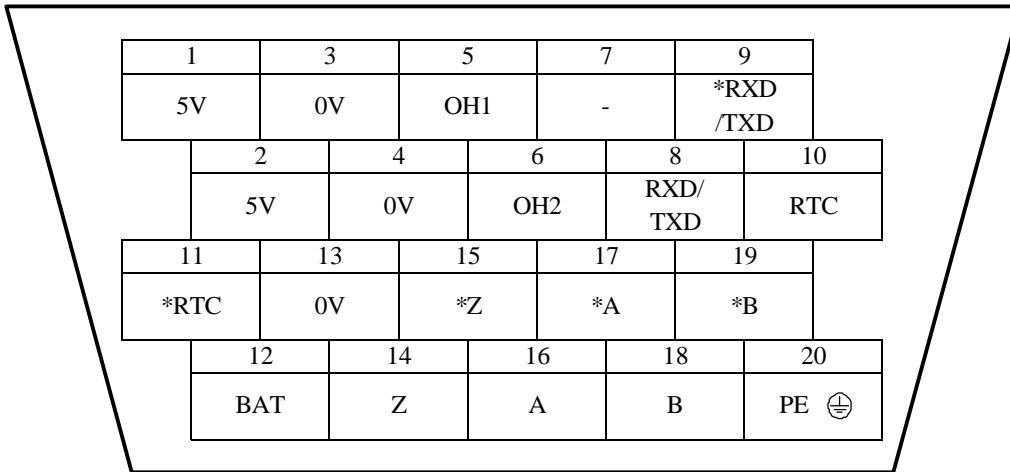 1 3 5 7 9
5V 0V OH1 - *RXD
/TXD
2 4 6 8 10
5V 0V OH2 RXD/
TXD RTC
11 13 15 17 19
*RTC 0V *Z *A *B
12 14 16 18 20
BAT Z A B PE